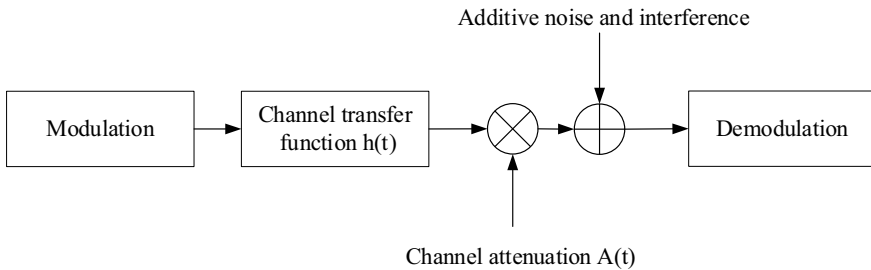 Additive noise and interference
Modulation
Channel transfer
function h(t)
Demodulation
Channel attenuation A(t)